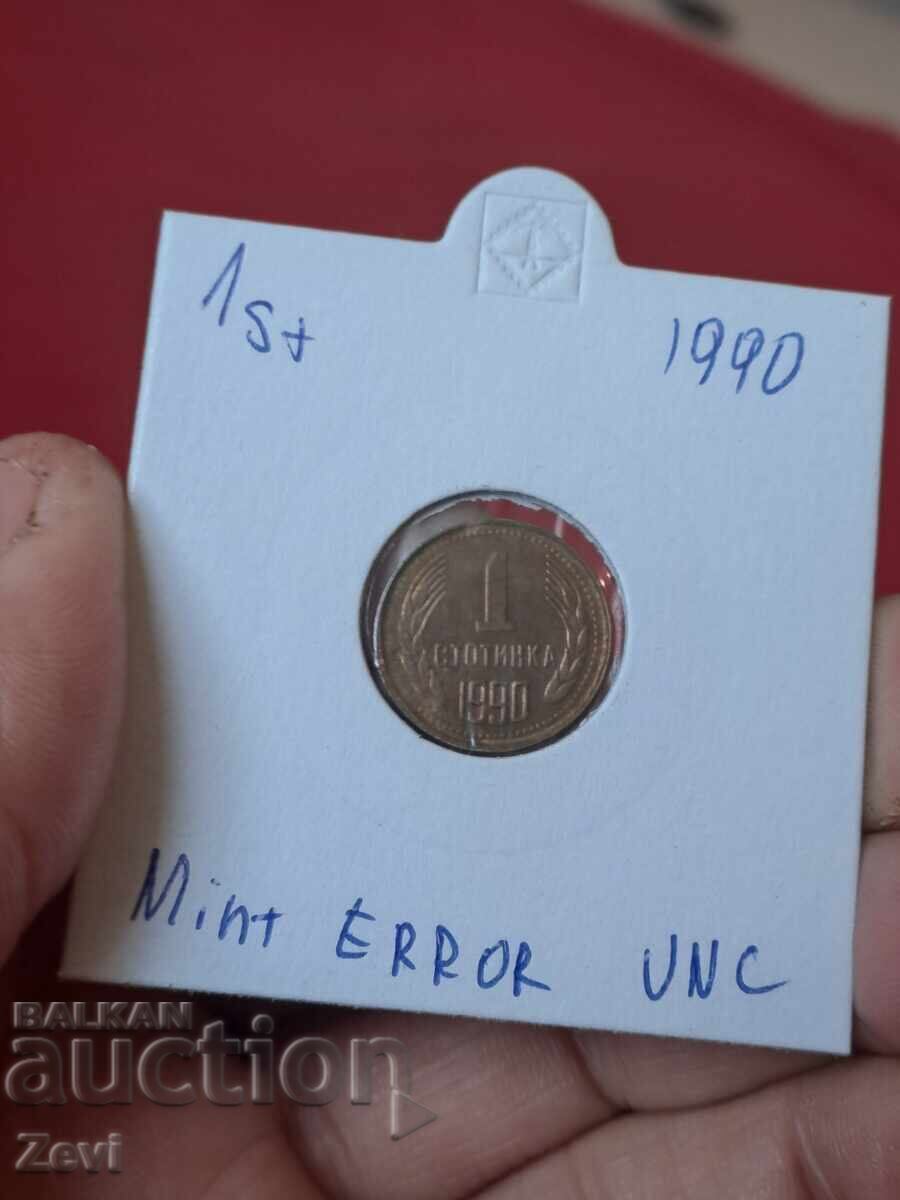 1st 1990
1
СТОТИНКА
1990
Mint ERROR UNC
BALKAN
auction
Zevi